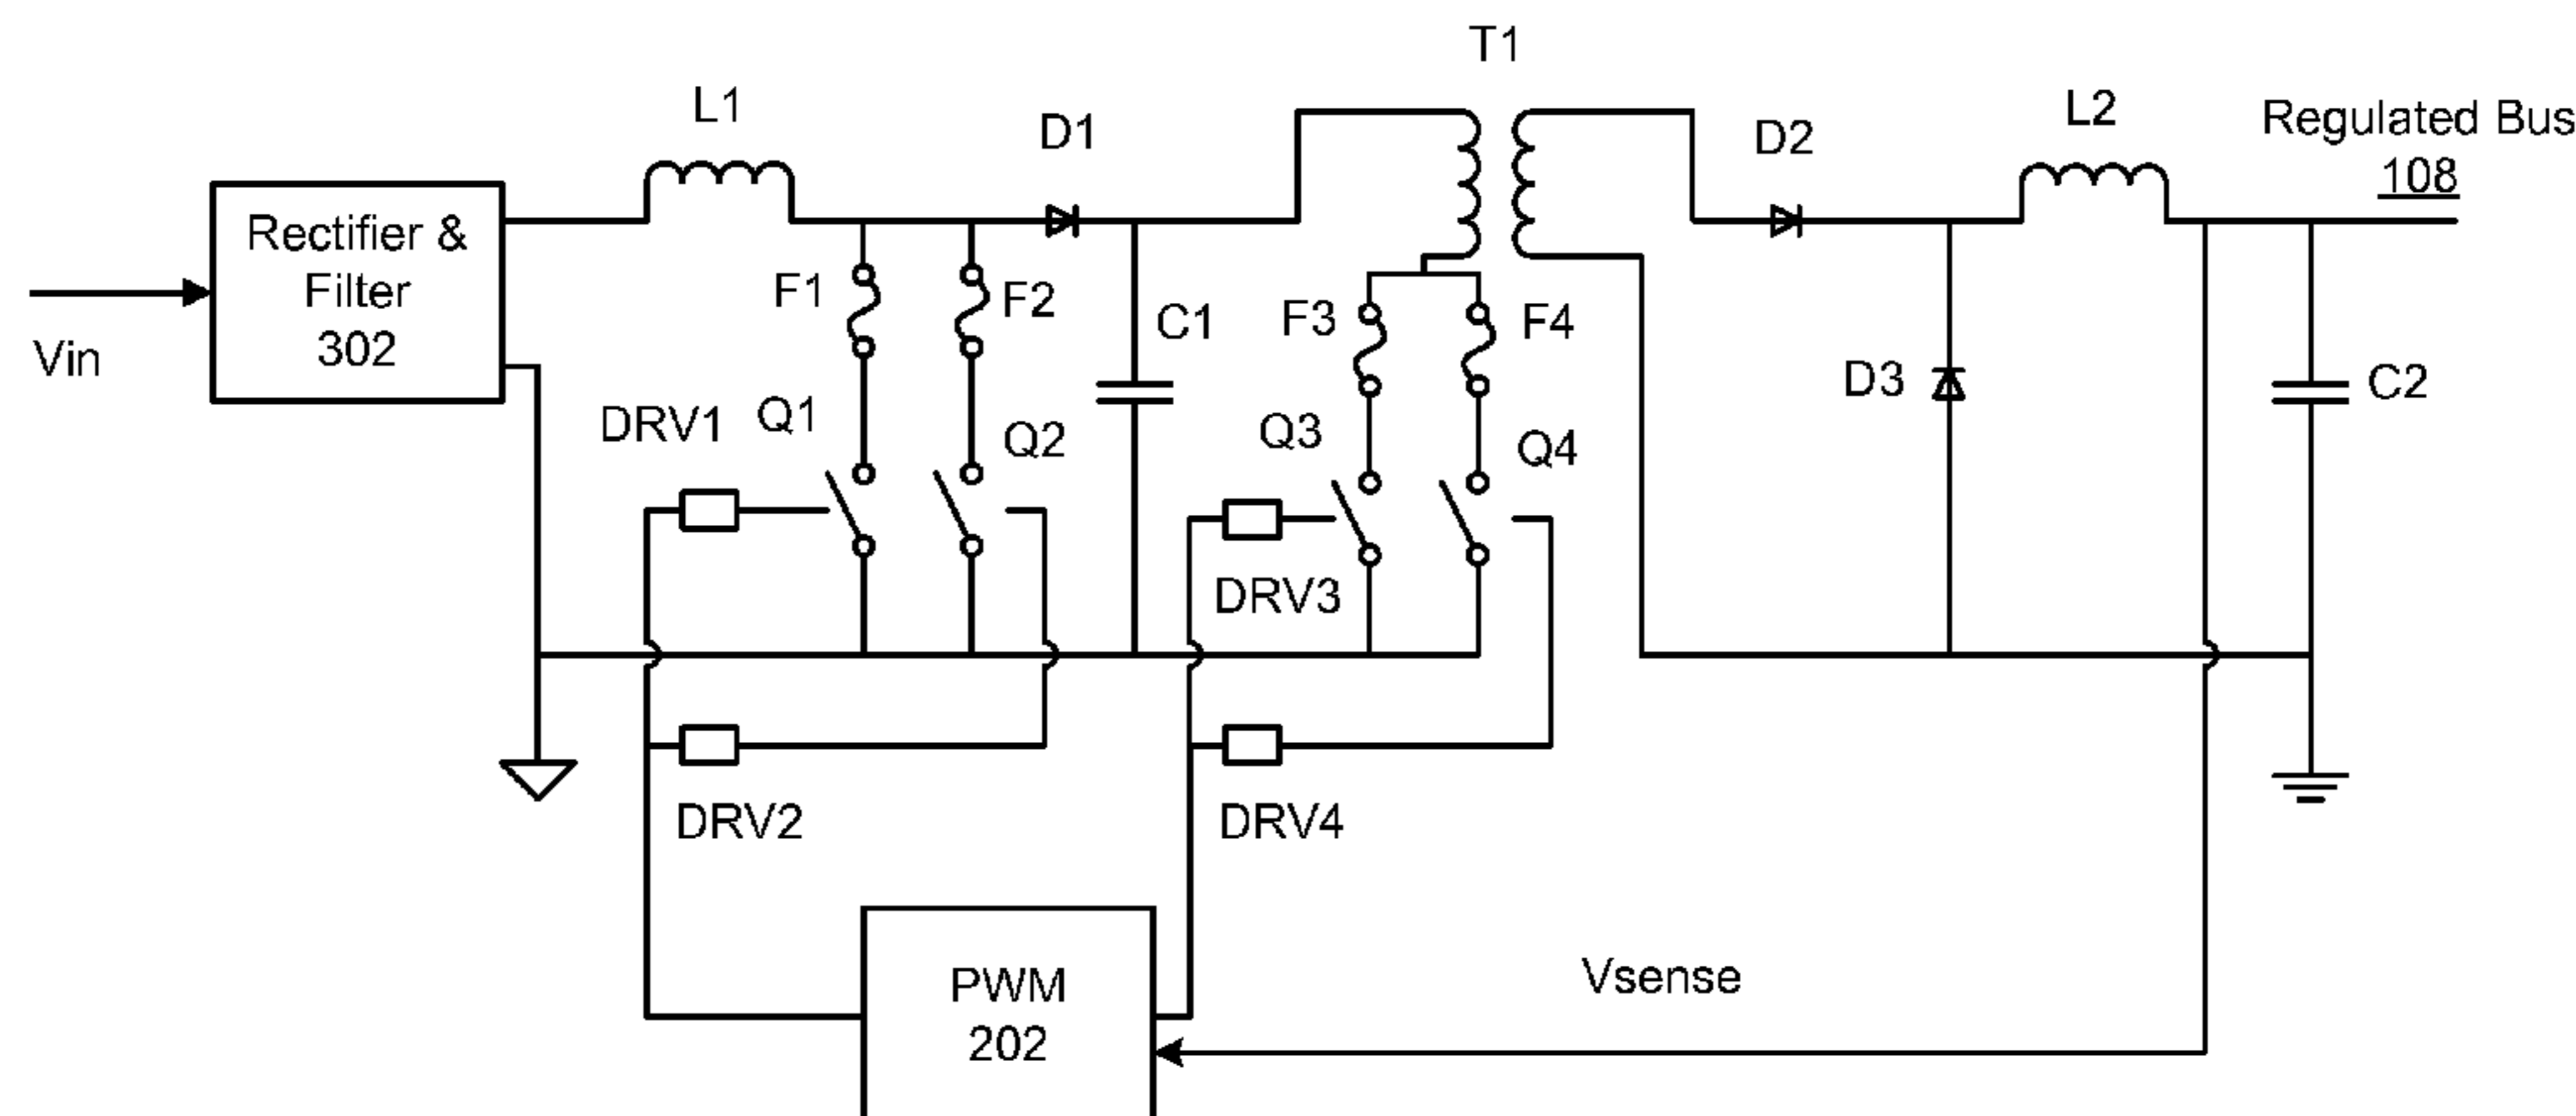 T1
L1
D1
D2
L2
Regulated Bus
108
Rectifier &
Filter
302
Vin
F1
F2
C1
F3
F4
D3
C2
DRV1
Q1
Q2
Q3
Q4
DRV3
DRV2
DRV4
PWM
202
Vsense